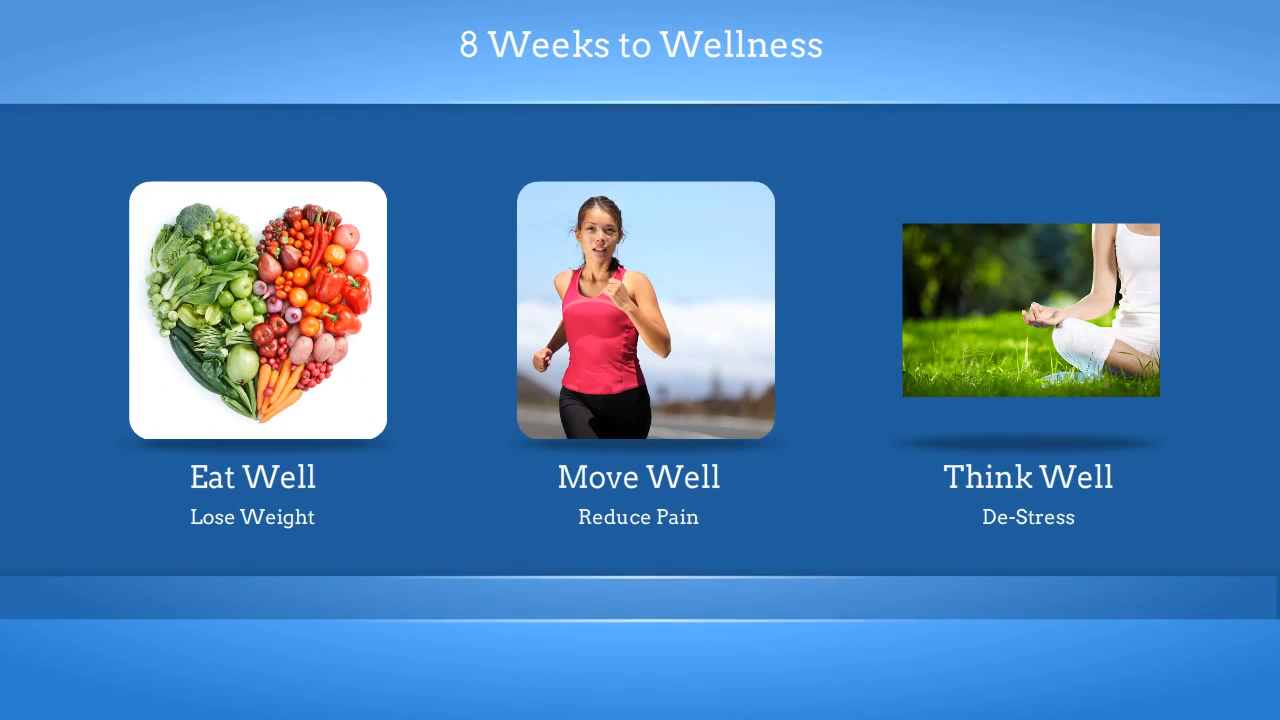 8 Weeks to Wellness
Eat Well
Lose Weight
Move Well
Reduce Pain
Think Well
De-Stress